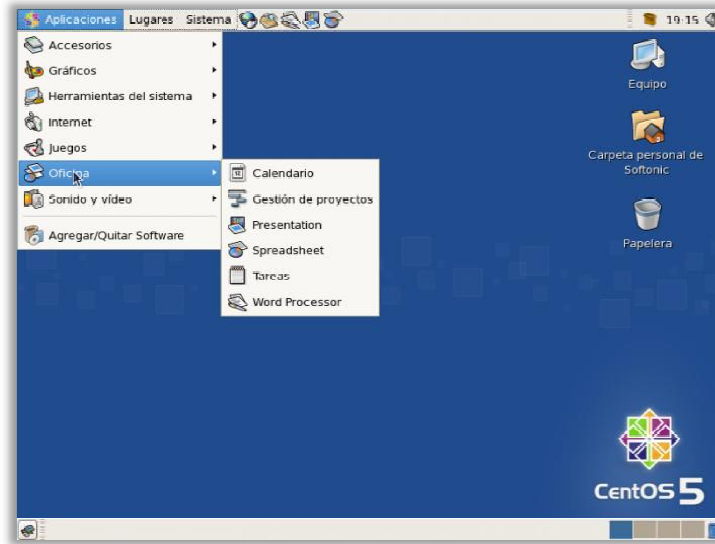 Aplicaciones Lugares Sistema 19:15
Accesorios
Gráficos
Herramientas del sistema
Internet
Juegos
Oficina
Sonido y vídeo
Agregar/Quitar Software
Calendario
Gestión de proyectos
Presentation
Spreadsheet
Tareas
Word Processor
Equipo
Carpeta personal de
Softonic
Papelera
CentOS 5